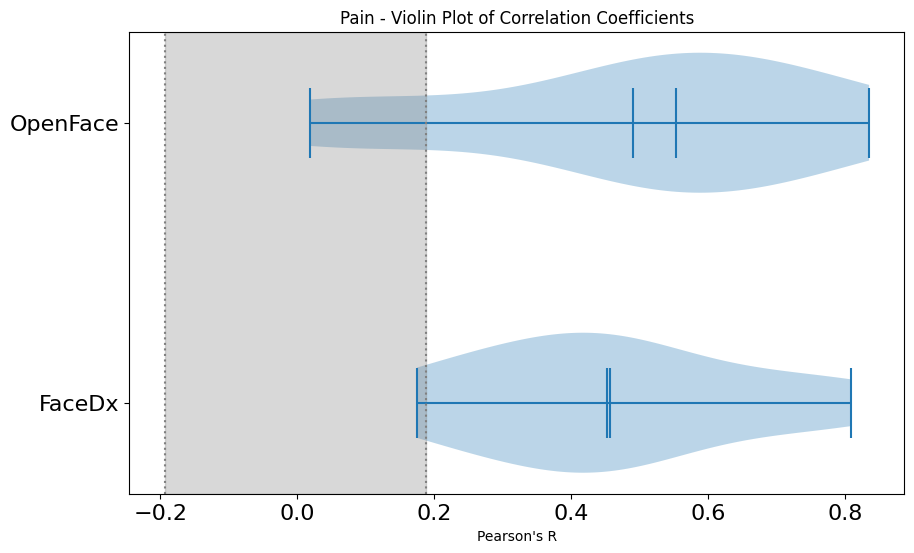 Pain - Violin Plot of Correlation Coefficients
OpenFace
FaceDx
−0.2 0.0 0.2 0.4 0.6 0.8
Pearson's R